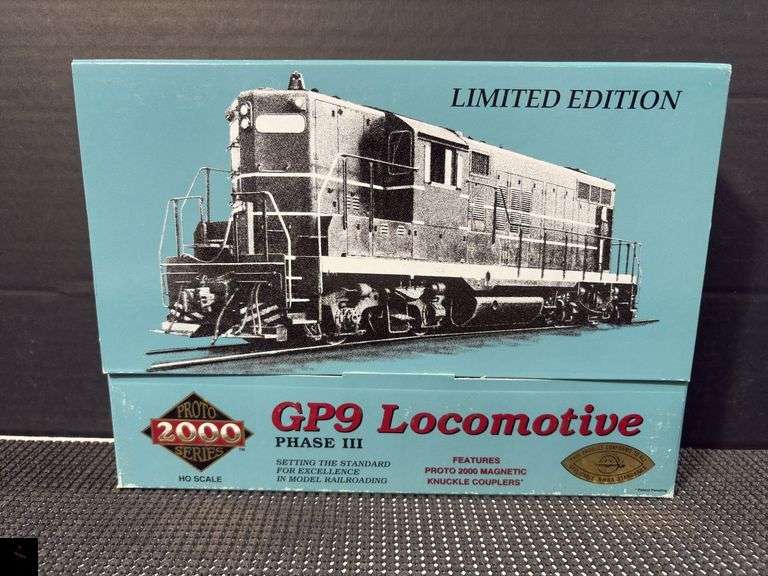 LIMITED EDITION
PROTO
2000
SERIES
TM
HO SCALE
GP9 Locomotive
PHASE III
SETTING THE STANDARD
FOR EXCELLENCE
IN MODEL RAILROADING
FEATURES
PROTO 2000 MAGNETIC
KNUCKLE COUPLERS*